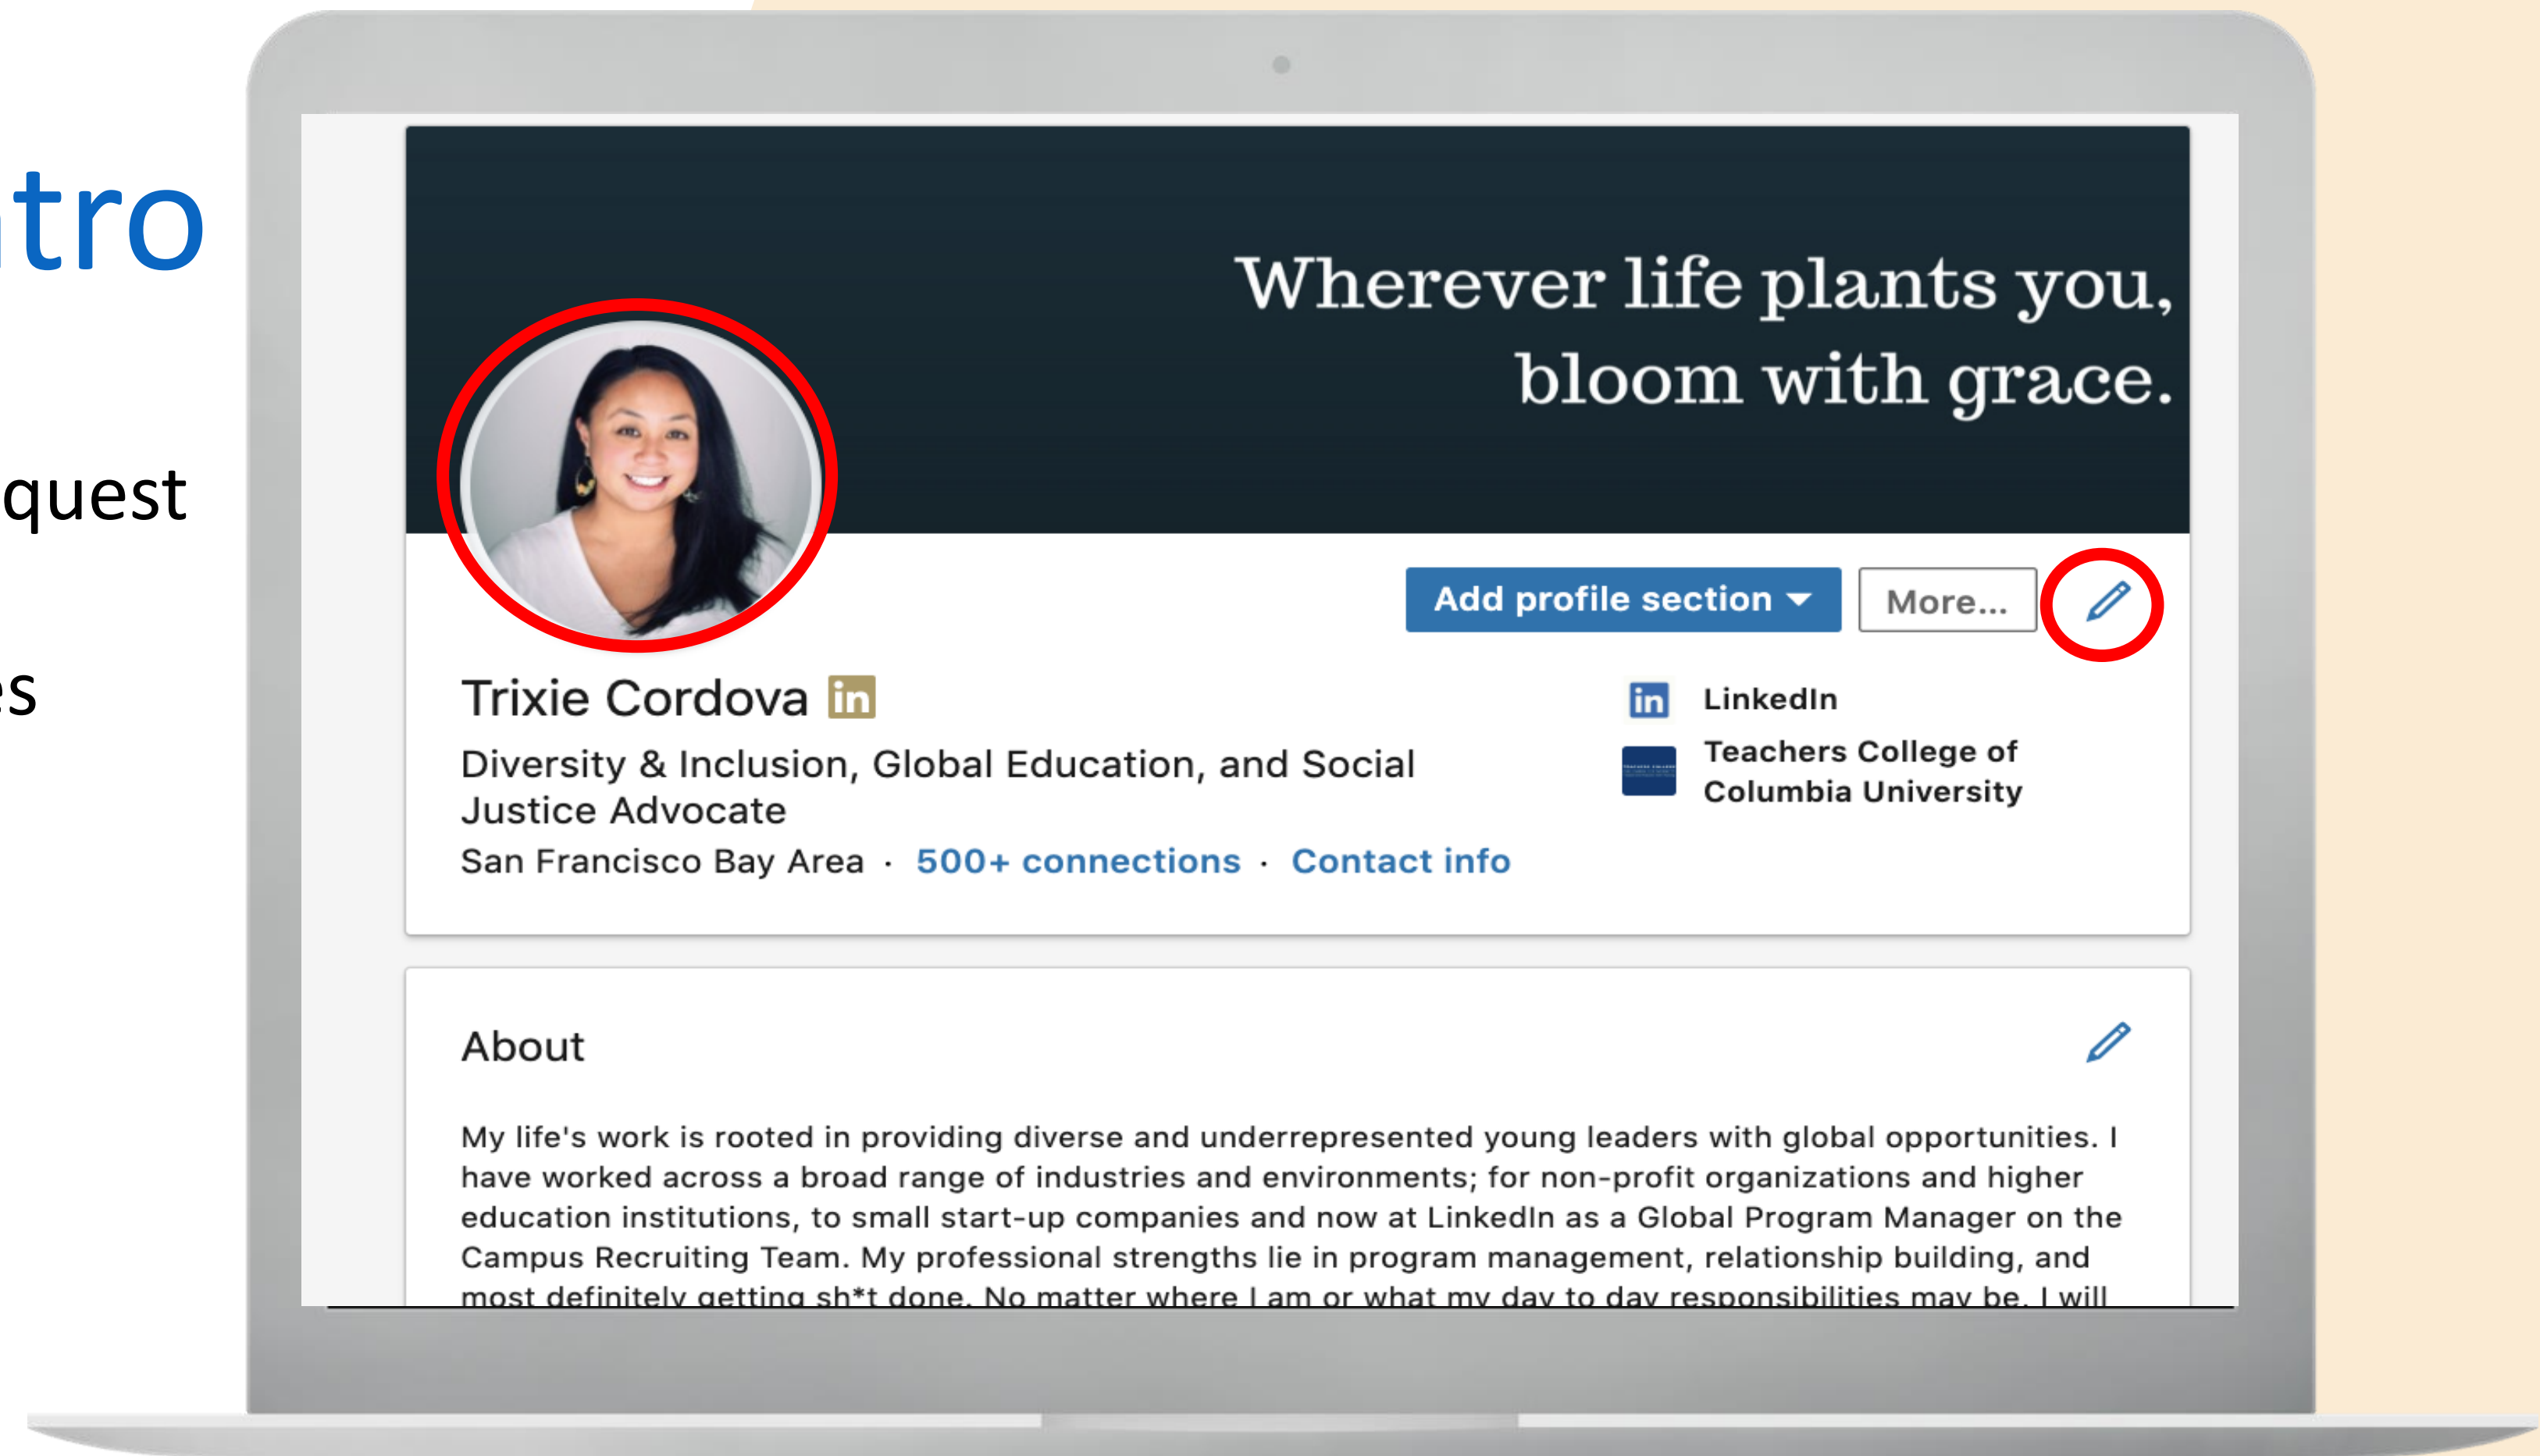 tro
quest
es
Wherever life plants you,
bloom with grace.
Add profile section
More...
Trixie Cordova in
in LinkedIn
Diversity & Inclusion, Global Education, and Social
Justice Advocate
Teachers College of
Columbia University
San Francisco Bay Area · 500+ connections · Contact info
About
My life's work is rooted in providing diverse and underrepresented young leaders with global opportunities. I
have worked across a broad range of industries and environments; for non-profit organizations and higher
education institutions, to small start-up companies and now at LinkedIn as a Global Program Manager on the
Campus Recruiting Team. My professional strengths lie in program management, relationship building, and
most definitely getting sh*t done. No matter where I am or what my day to day responsibilities may be, I will